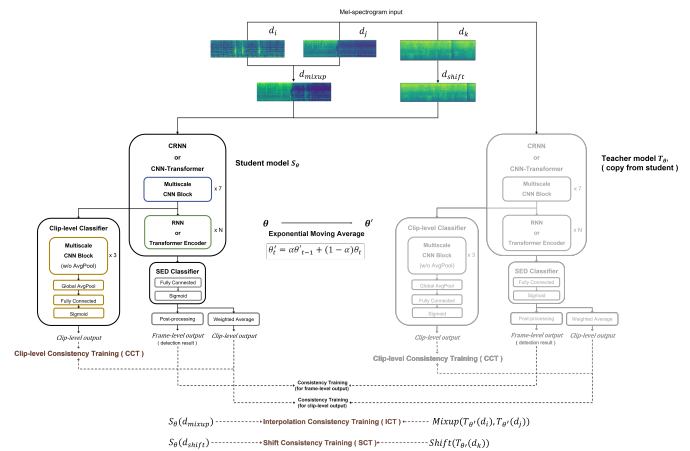 Mel-spectrogram input
d_i
d_j
d_k
d_mixup
d_shift
CRNN
or
CNN-Transformer
Multiscale
CNN Block
x 7
RNN
or
Transformer Encoder
x N
Student model S_θ
Clip-level Classifier
Multiscale
CNN Block
(w/o AvgPool)
x 3
Global AvgPool
Fully Connected
Sigmoid
SED Classifier
Fully Connected
Sigmoid
Post-processing
Weighted Average
Clip-level output
Frame-level output
( detection result )
Clip-level output
Clip-level Consistency Training ( CCT )
θ
θ′
Exponential Moving Average
θ′_t = αθ′_{t−1} + (1 − α)θ_t
Teacher model T_θ′
( copy from student )
CRNN
or
CNN-Transformer
Multiscale
CNN Block
x 7
RNN
or
Transformer Encoder
x N
Clip-level Classifier
Multiscale
CNN Block
(w/o AvgPool)
x 3
Global AvgPool
Fully Connected
Sigmoid
SED Classifier
Fully Connected
Sigmoid
Post-processing
Weighted Average
Clip-level output
Frame-level output
( detection result )
Clip-level output
Clip-level Consistency Training ( CCT )
Consistency Training
(for frame-level output)
Consistency Training
(for clip-level output)
S_θ(d_mixup)
Interpolation Consistency Training ( ICT )
Mixup(T_θ′(d_i), T_θ′(d_j))
S_θ(d_shift)
Shift Consistency Training ( SCT )
Shift(T_θ′(d_k))